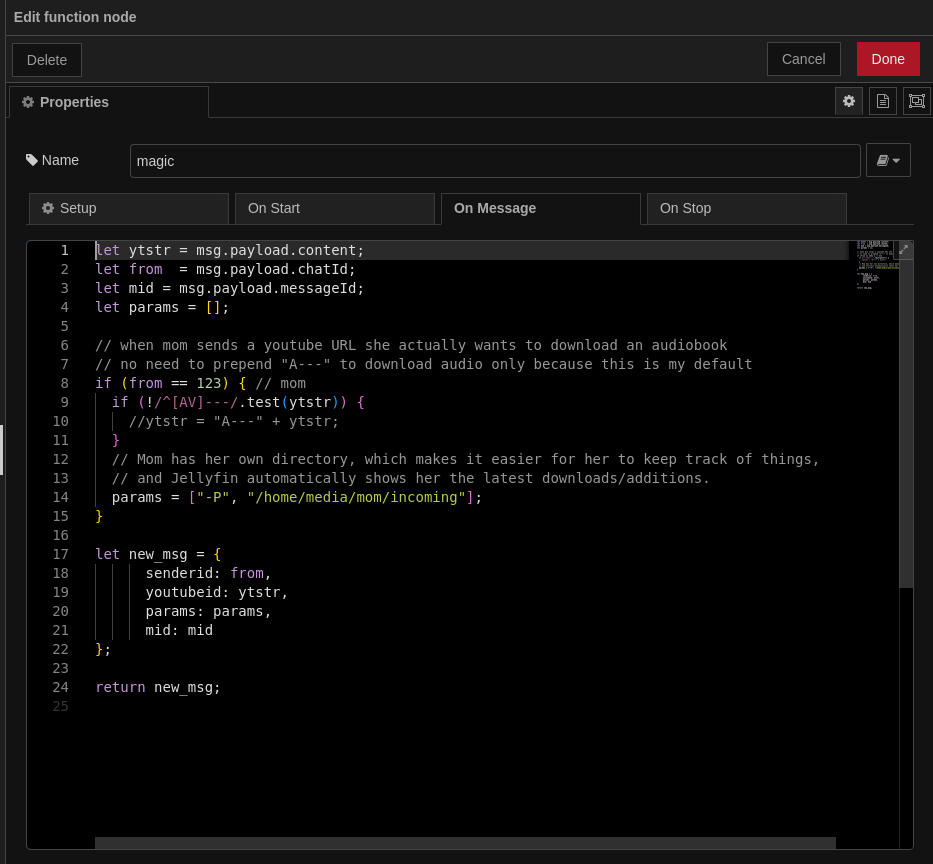 Edit function node
Delete
Cancel
Done
Properties
Name
magic
Setup
On Start
On Message
On Stop
1 let ytstr = msg.payload.content;
2 let from  = msg.payload.chatId;
3 let mid = msg.payload.messageId;
4 let params = [];
5
6 // when mom sends a youtube URL she actually wants to download an audiobook
7 // no need to prepend "A---" to download audio only because this is my default
8 if (from == 123) { // mom
9   if (!/^[AV]---/.test(ytstr)) {
10     //ytstr = "A---" + ytstr;
11   }
12   // Mom has her own directory, which makes it easier for her to keep track of things,
13   // and Jellyfin automatically shows her the latest downloads/additions.
14   params = ["-P", "/home/media/mom/incoming"];
15 }
16
17 let new_msg = {
18       senderid: from,
19       youtubeid: ytstr,
20       params: params,
21       mid: mid
22 };
23
24 return new_msg;
25